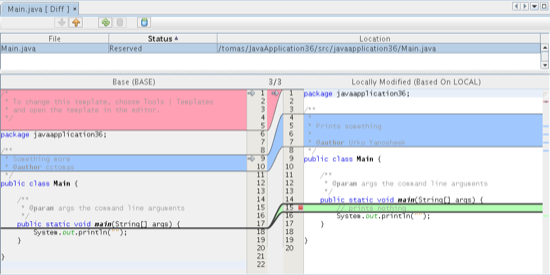 Main.java [ Diff ] ×
File Status ▲ Location
Main.java Reserved /tomas/JavaApplication36/src/javaapplication36/Main.java
Base (BASE) 3/3 Locally Modified (Based On LOCAL)
/*
* To change this template, choose Tools | Templates
* and open the template in the editor.
*/
package javaapplication36;
/**
* Something more
* @author
*/
public class Main {
/**
* @param args the command line arguments
*/
public static void main(String[] args) {
System.out.println("");
}
}
1
2
3
4
5
6
7
8
9
10
11
12
13
14
15
16
17
18
19
20
21
22
1
2
3
4
5
6
7
8
9
10
11
12
13
14
15
16
17
18
19
20
package javaapplication36;
/**
*
* Prints something
*
* @author
*/
public class Main {
/**
* @param args the command line arguments
*/
public static void main(String[] args) {
// prints nothing
System.out.println("");
}
}